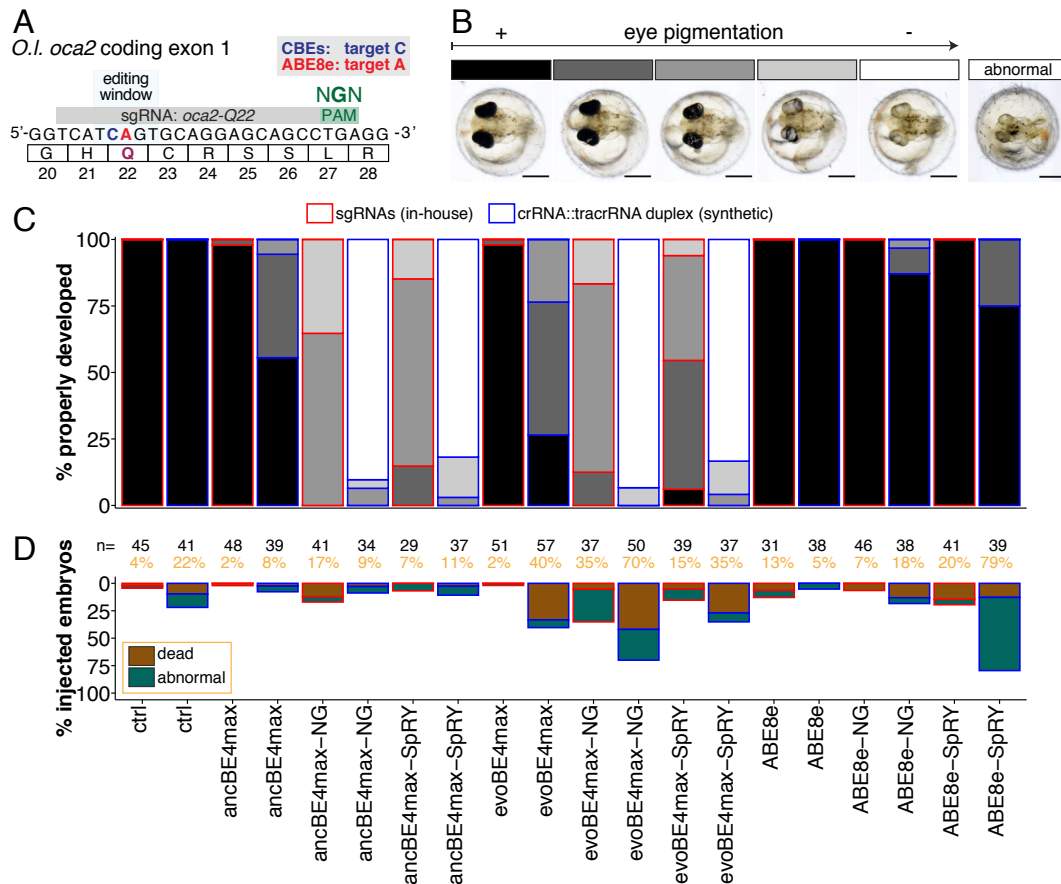 A
O.l. oca2 coding exon 1
CBEs: target C
ABE8e: target A
editing
window
NGN
sgRNA: oca2-Q22
PAM
5'-GGTCATCAGTGCAGGAGCAGCCTGAGG -3'
G H Q C R S S L R
20 21 22 23 24 25 26 27 28
B
+ eye pigmentation -
abnormal
C
sgRNAs (in-house)
crRNA::tracrRNA duplex (synthetic)
% properly developed
100
75
50
25
0
D
n= 45 41 48 39 41 34 29 37 51 57 37 50 39 37 31 38 46 38 41 39
4% 22% 2% 8% 17% 9% 7% 11% 2% 40% 35% 70% 15% 35% 13% 5% 7% 18% 20% 79%
% injected embryos
0
25
50
75
100
dead
abnormal
ctrl
ctrl
ancBE4max
ancBE4max
ancBE4max–NG
ancBE4max–NG
ancBE4max–SpRY
ancBE4max–SpRY
evoBE4max
evoBE4max
evoBE4max–NG
evoBE4max–NG
evoBE4max–SpRY
evoBE4max–SpRY
ABE8e
ABE8e
ABE8e–NG
ABE8e–NG
ABE8e–SpRY
ABE8e–SpRY